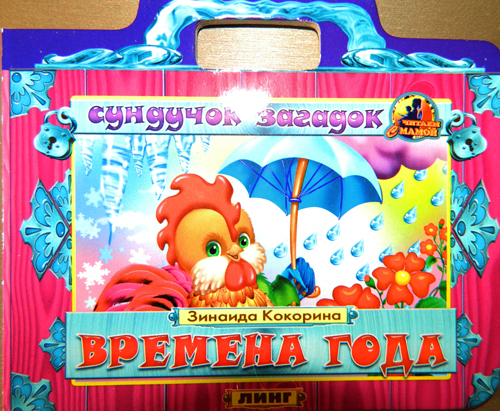 сундучок загадок
ЧИТАЕМ
С МАМОЙ
Зинаида Кокорина
ВРЕМЕНА ГОДА
ЛИНГ